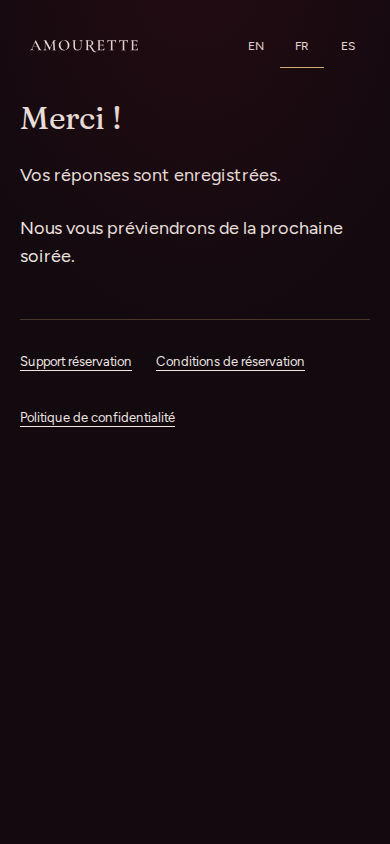 AMOURETTE
EN FR ES
Merci !
Vos réponses sont enregistrées.
Nous vous préviendrons de la prochaine
soirée.
Support réservation Conditions de réservation
Politique de confidentialité